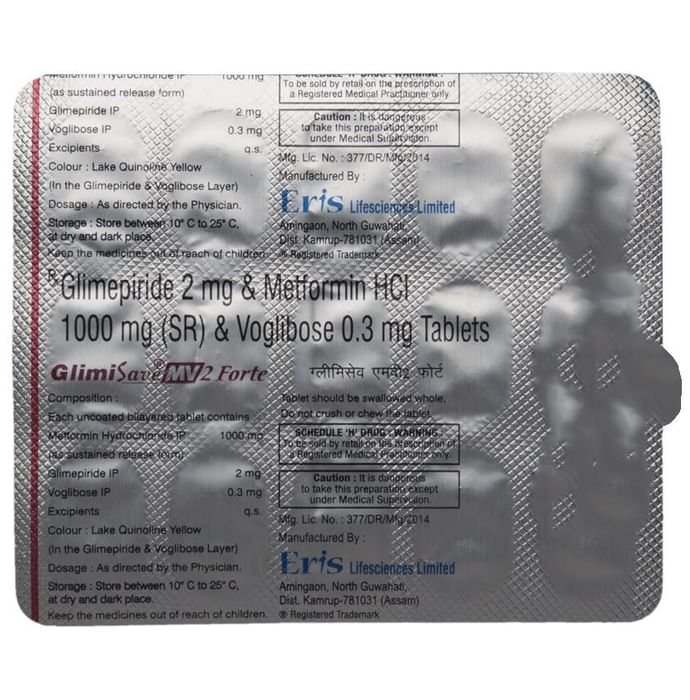 Metformin Hydrochloride IP 1000 mg
(as sustained release form)
Glimepiride IP 2 mg
Voglibose IP 0.3 mg
Excipients q.s.
Colour : Lake Quinoline Yellow
(In the Glimepiride & Voglibose Layer)
Dosage : As directed by the Physician.
Storage : Store between 10° C to 25° C,
at dry and dark place.
Keep the medicines out of reach of children.
SCHEDULE 'H' DRUG : WARNING :
To be sold by retail on the prescription of
a Registered Medical Practitioner only.
Caution : It is dangerous
to take this preparation except
under Medical Supervision.
Mfg. Lic. No. : 377/DR/Mfg/2014
Manufactured By :
Eris Lifesciences Limited
Amingaon, North Guwahati,
Dist. Kamrup-781031 (Assam)
® Registered Trademark
Rx Glimepiride 2 mg & Metformin HCl
1000 mg (SR) & Voglibose 0.3 mg Tablets
GlimiSave® MV2 Forte ग्लीमिसेव एमवी2 फोर्ट
Composition :
Each uncoated bilayered tablet contains :
Metformin Hydrochloride IP 1000 mg
(as sustained release form)
Glimepiride IP 2 mg
Voglibose IP 0.3 mg
Excipients q.s.
Colour : Lake Quinoline Yellow
(In the Glimepiride & Voglibose Layer)
Dosage : As directed by the Physician.
Storage : Store between 10° C to 25° C,
at dry and dark place.
Keep the medicines out of reach of children.
Tablet should be swallowed whole,
Do not crush or chew the tablet.
SCHEDULE 'H' DRUG : WARNING :
To be sold by retail on the prescription of
a Registered Medical Practitioner only.
Caution : It is dangerous
to take this preparation except
under Medical Supervision.
Mfg. Lic. No. : 377/DR/Mfg/2014
Manufactured By :
Eris Lifesciences Limited
Amingaon, North Guwahati,
Dist. Kamrup-781031 (Assam)
® Registered Trademark